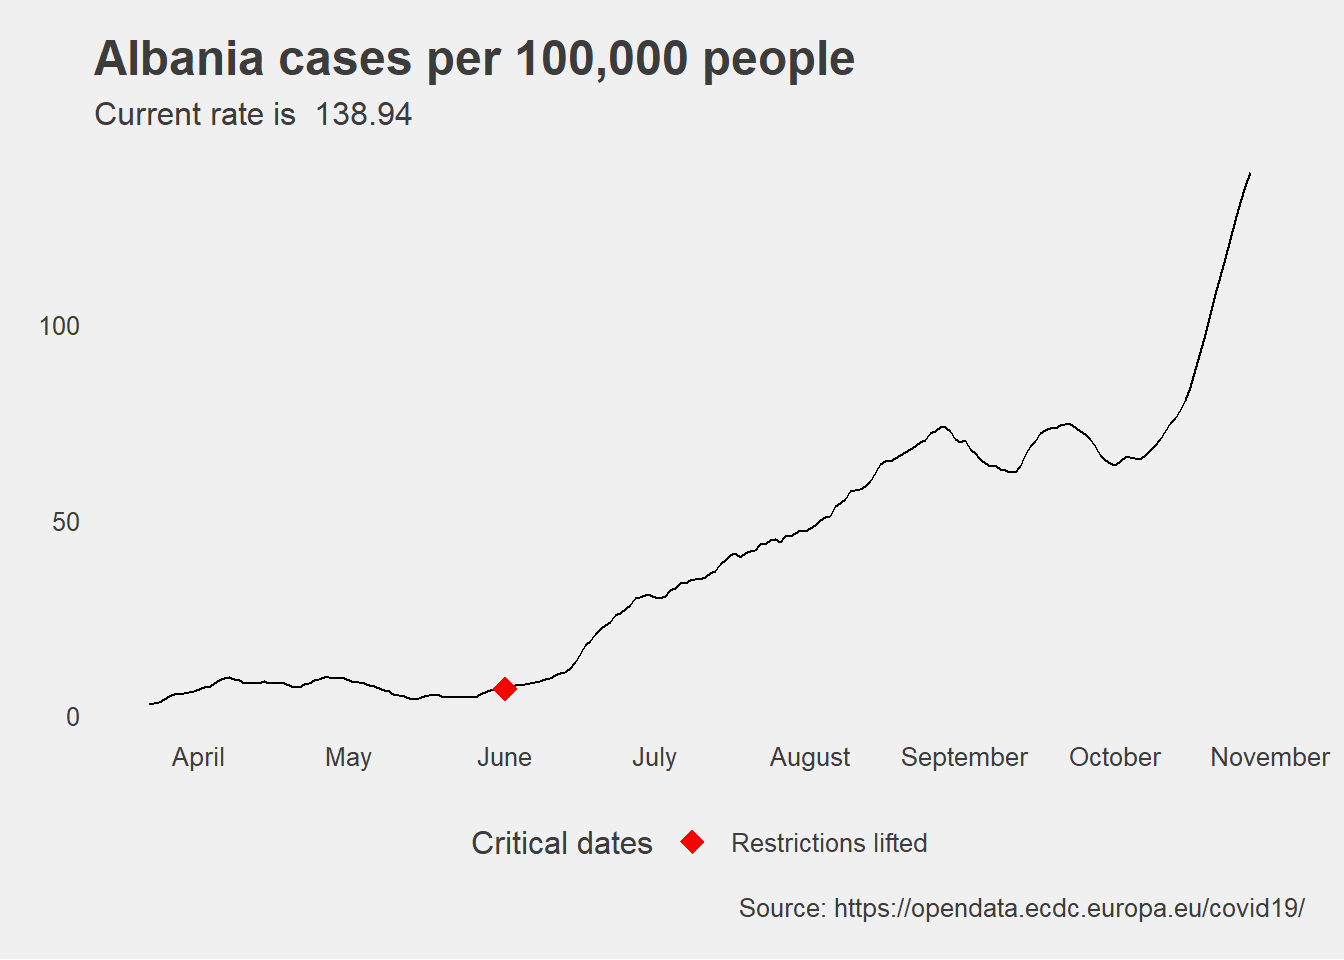 Albania cases per 100,000 people
Current rate is  138.94
100
50
0
April May June July August September October November
Critical dates Restrictions lifted
Source: https://opendata.ecdc.europa.eu/covid19/